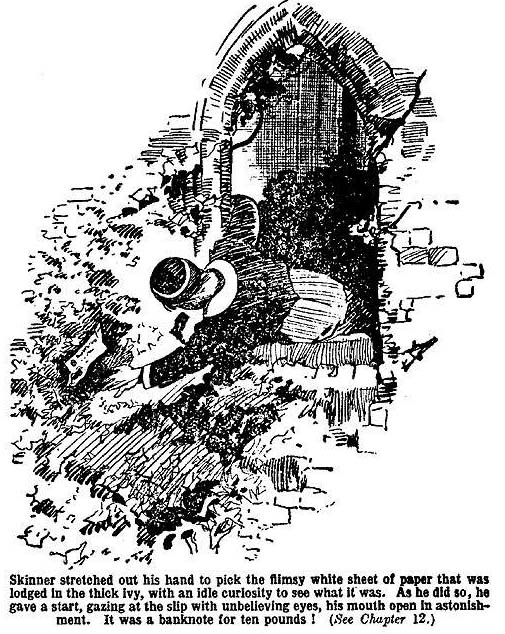 Skinner stretched out his hand to pick the flimsy white sheet of paper that was
lodged in the thick ivy, with an idle curiosity to see what it was. As he did so, he
gave a start, gazing at the slip with unbelieving eyes, his mouth open in astonish-
ment. It was a banknote for ten pounds ! (See Chapter 12.)